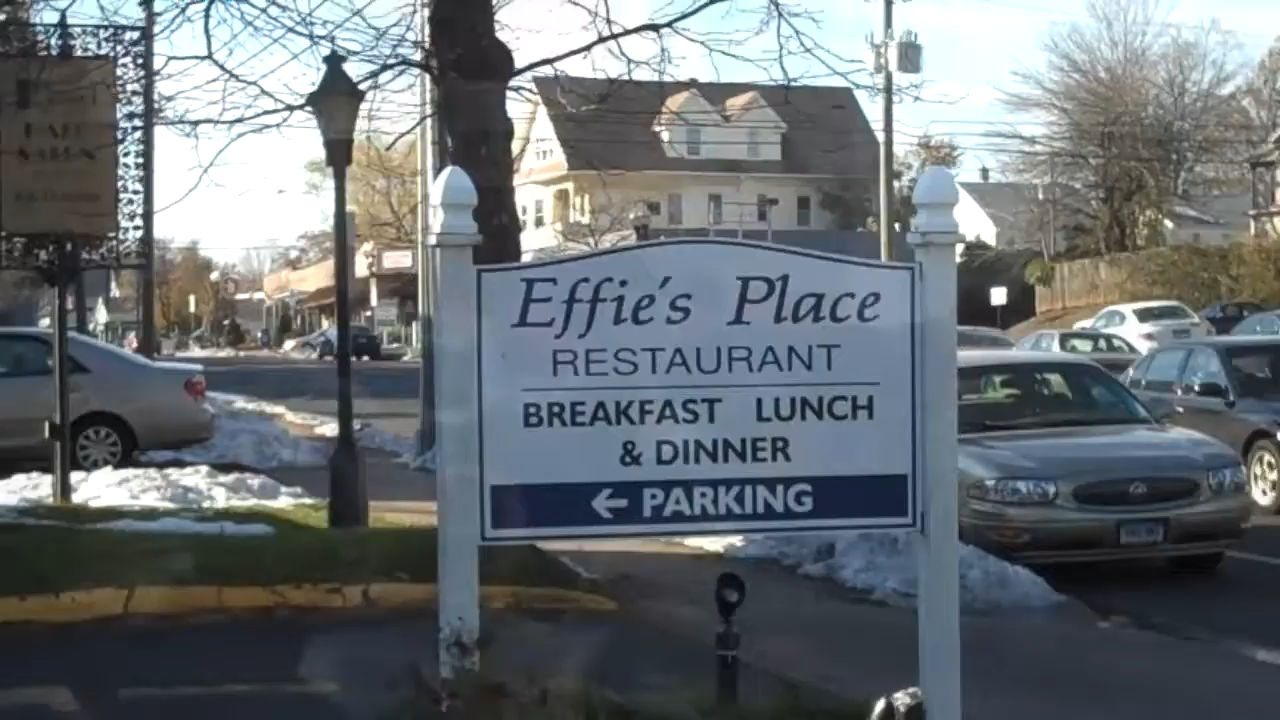 Effie's Place
RESTAURANT
BREAKFAST LUNCH
& DINNER
← PARKING